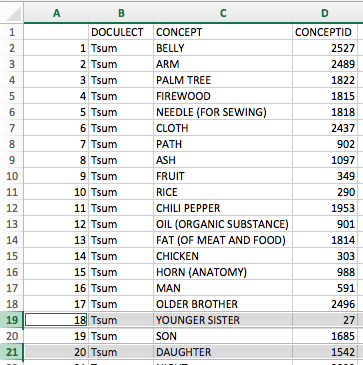 A B C D
1 DOCULECT CONCEPT CONCEPTID
2 1 Tsum BELLY 2527
3 2 Tsum ARM 2489
4 3 Tsum PALM TREE 1822
5 4 Tsum FIREWOOD 1815
6 5 Tsum NEEDLE (FOR SEWING) 1818
7 6 Tsum CLOTH 2437
8 7 Tsum PATH 902
9 8 Tsum ASH 1097
10 9 Tsum FRUIT 349
11 10 Tsum RICE 290
12 11 Tsum CHILI PEPPER 1953
13 12 Tsum OIL (ORGANIC SUBSTANCE) 901
14 13 Tsum FAT (OF MEAT AND FOOD) 1814
15 14 Tsum CHICKEN 303
16 15 Tsum HORN (ANATOMY) 988
17 16 Tsum MAN 591
18 17 Tsum OLDER BROTHER 2496
19 18 Tsum YOUNGER SISTER 27
20 19 Tsum SON 1685
21 20 Tsum DAUGHTER 1542